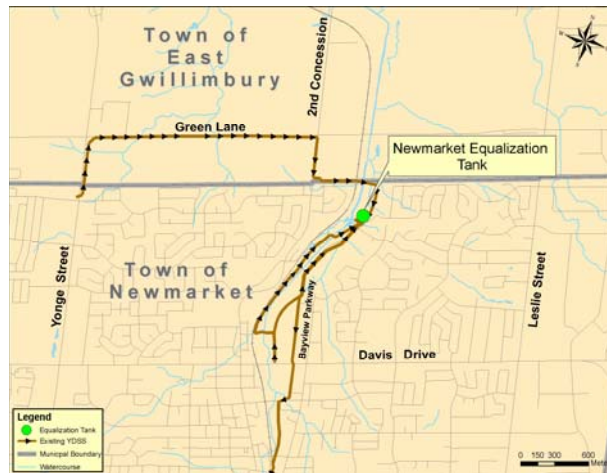 Town of
East
Gwillimbury
2nd Concession
Green Lane
Newmarket Equalization
Tank
Town of
Newmarket
Yonge Street
Bayview Parkway
Leslie Street
Davis Drive
Legend
Equalization Tank
Existing YDSS
Municipal Boundary
Watercourse
0 150 300 600